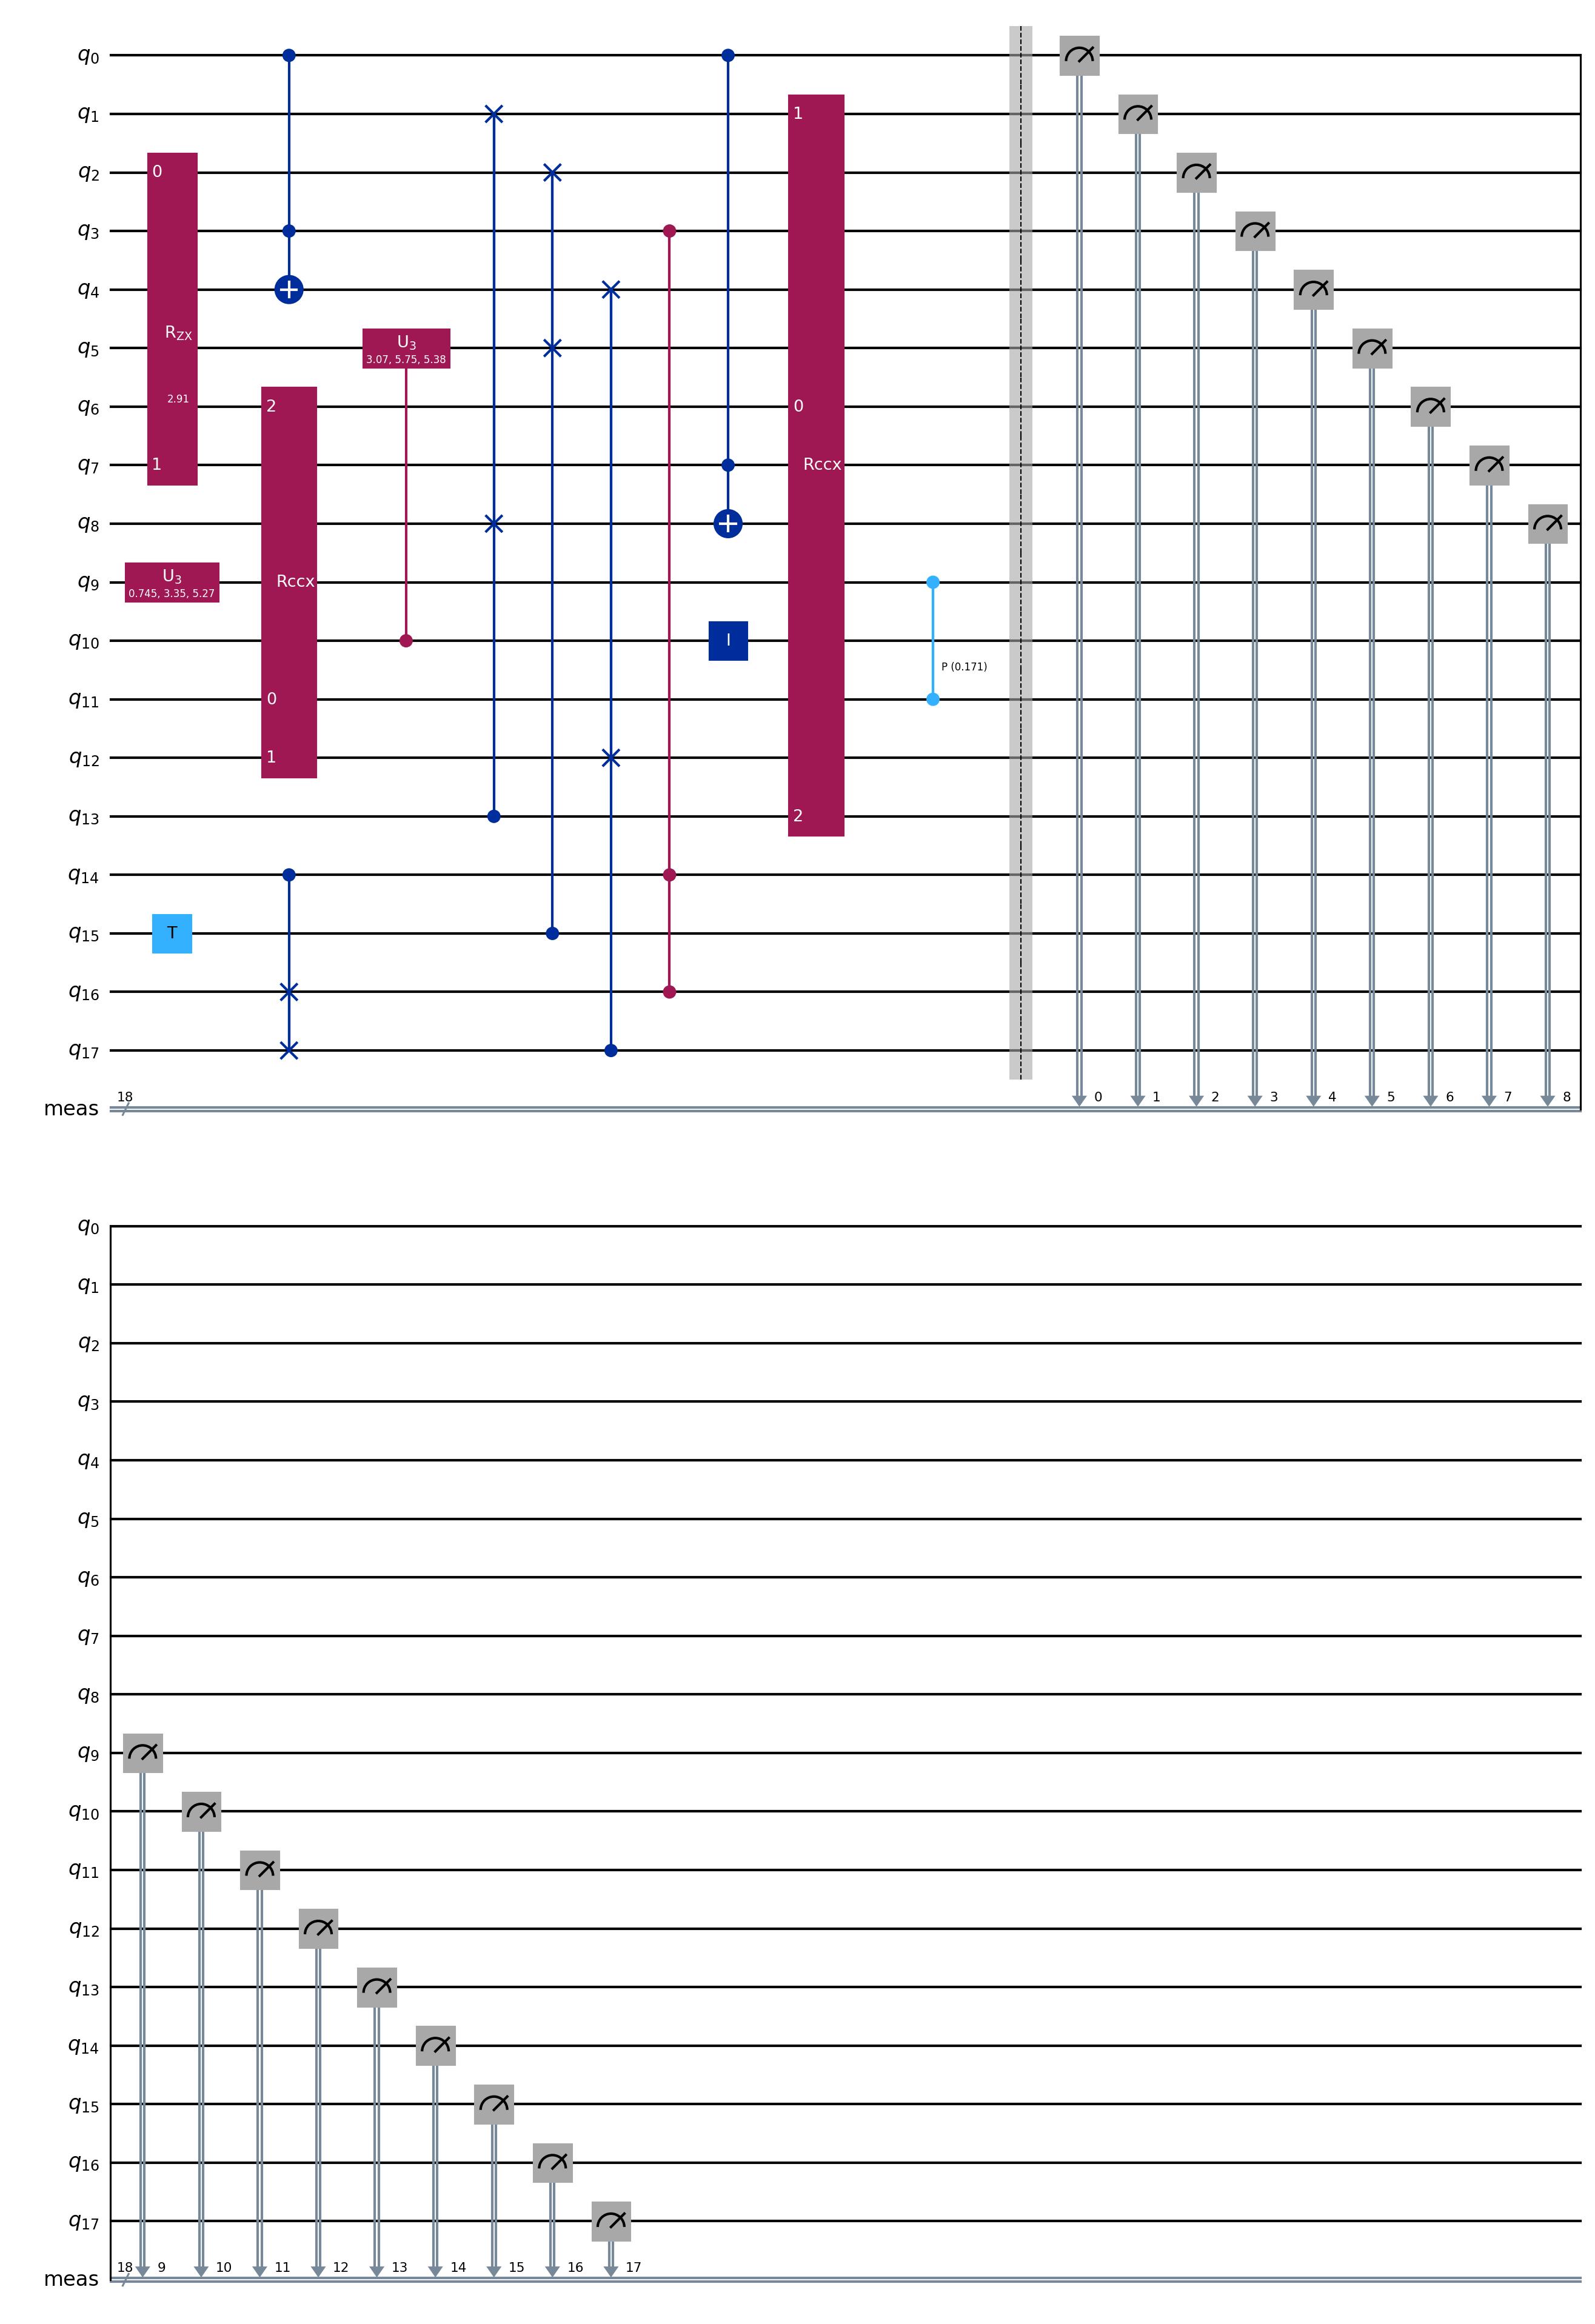 q0
q1
1
q2
0
q3
q4
RZX
q5
U3
3.07, 5.75, 5.38
2.91
q6
2
0
q7
1
Rccx
q8
q9
U3
0.745, 3.35, 5.27
Rccx
q10
I
P (0.171)
q11
0
q12
1
q13
2
q14
q15
T
q16
q17
meas
18
0
1
2
3
4
5
6
7
8
q0
q1
q2
q3
q4
q5
q6
q7
q8
q9
q10
q11
q12
q13
q14
q15
q16
q17
meas
18
9
10
11
12
13
14
15
16
17